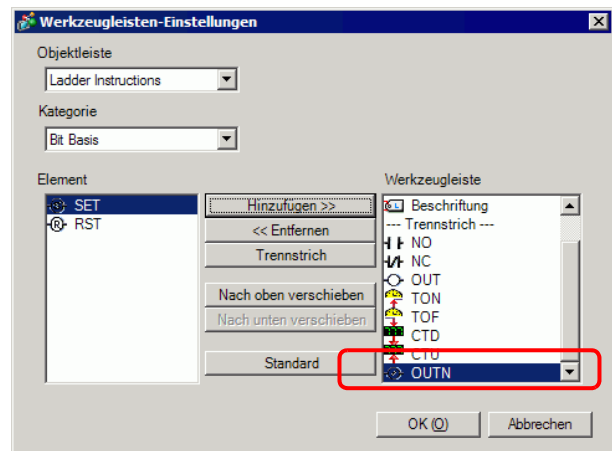 Werkzeugleisten-Einstellungen
Objektleiste
Ladder Instructions
Kategorie
Bit Basis
Element
SET
RST
Hinzufügen >>
<< Entfernen
Trennstrich
Nach oben verschieben
Nach unten verschieben
Standard
Werkzeugleiste
Beschriftung
--- Trennstrich ---
NO
NC
OUT
TON
TOF
CTD
CTU
OUTN
OK (O)
Abbrechen